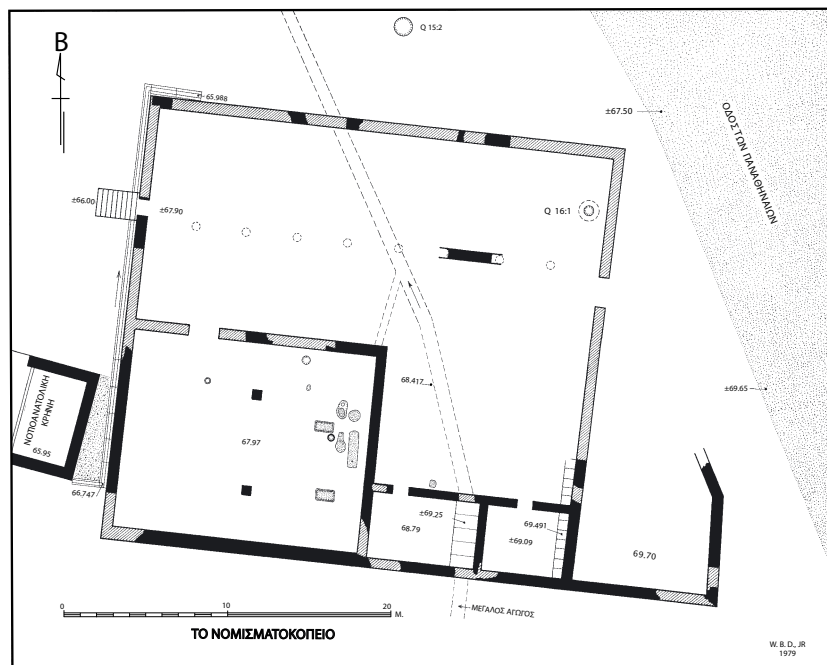 Β
Q 15:2
65.988
±67.50
ΟΔΟΣ ΤΩΝ ΠΑΝΑΘΗΝΑΙΩΝ
±66.00
±67.90
Q 16:1
68.417
±69.65
ΝΟΤΙΟΑΝΑΤΟΛΙΚΗ
ΚΡΗΝΗ
65.95
67.97
66.747
±69.25
68.79
69.491
±69.09
69.70
0
10
20
Μ.
ΜΕΓΑΛΟΣ ΑΓΩΓΟΣ
ΤΟ ΝΟΜΙΣΜΑΤΟΚΟΠΕΙΟ
W. B. D., JR
1979